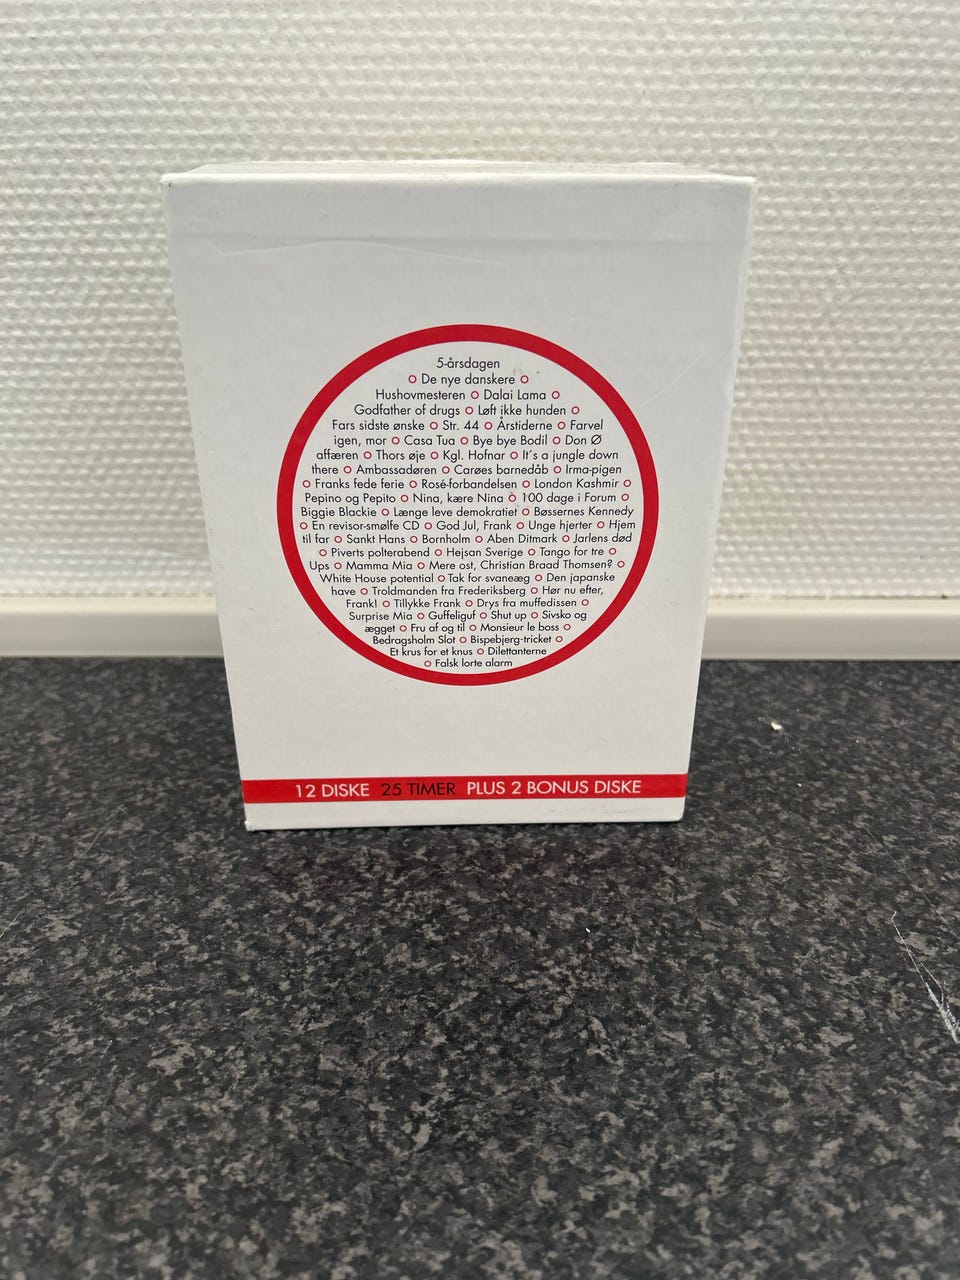 5-årsdagen
o De nye danskere o
Hushovmesteren o Dalai Lama o
Godfather of drugs o Løft ikke hunden o
Fars sidste ønske o Str. 44 o Årstiderne o Farvel
igen, mor o Casa Tua o Bye bye Bodil o Don Ø
affæren o Thors øje o Kgl. Hofnar o It´s a jungle down
there o Ambassadøren o Carøes barnedåb o Irma-pigen
o Franks fede ferie o Rosé-forbandelsen o London Kashmir o
Pepino og Pepito o Nina, kære Nina o 100 dage i Forum o
Biggie Blackie o Længe leve demokratiet o Bøssernes Kennedy
o En revisor-smølfe CD o God Jul, Frank o Unge hjerter o Hjem
til far o Sankt Hans o Bornholm o Aben Ditmark o Jarlens død
o Piverts polterabend o Hejsan Sverige o Tango for tre o
Ups o Mamma Mia o Mere ost, Christian Braad Thomsen? o
White House potential o Tak for svaneæg o Den japanske
have o Troldmanden fra Frederiksberg o Hør nu efter,
Frank! o Tillykke Frank o Drys fra muffedissen o
Surprise Mia o Guffeliguf o Shut up o Sivsko og
ægget o Fru af og til o Monsieur le boss o
Bedragsholm Slot o Bispebjerg-tricket o
Et krus for et knus o Dilettanterne
o Falsk lorte alarm
12 DISKE 25 TIMER PLUS 2 BONUS DISKE